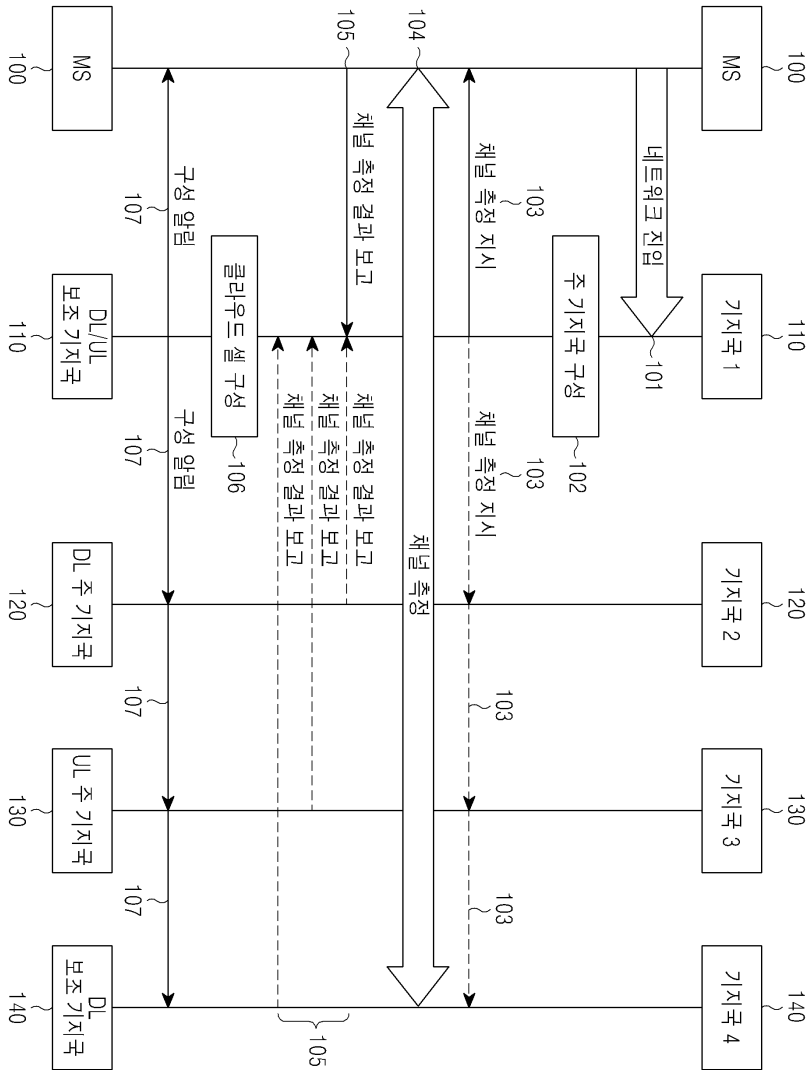 100
MS
110
기지국 1
120
기지국 2
130
기지국 3
140
기지국 4
네트워크 진입
101
주 기지국 구성
102
채널 측정 지시
103
채널 측정 지시
103
103
103
104
채널 측정
105
채널 측정 결과 보고
채널 측정 결과 보고
채널 측정 결과 보고
채널 측정 결과 보고
105
클라우드 셀 구성
106
구성 알림
107
구성 알림
107
107
107
MS
100
DL/UL
보조 기지국
110
DL 주 기지국
120
UL 주 기지국
130
DL
보조 기지국
140